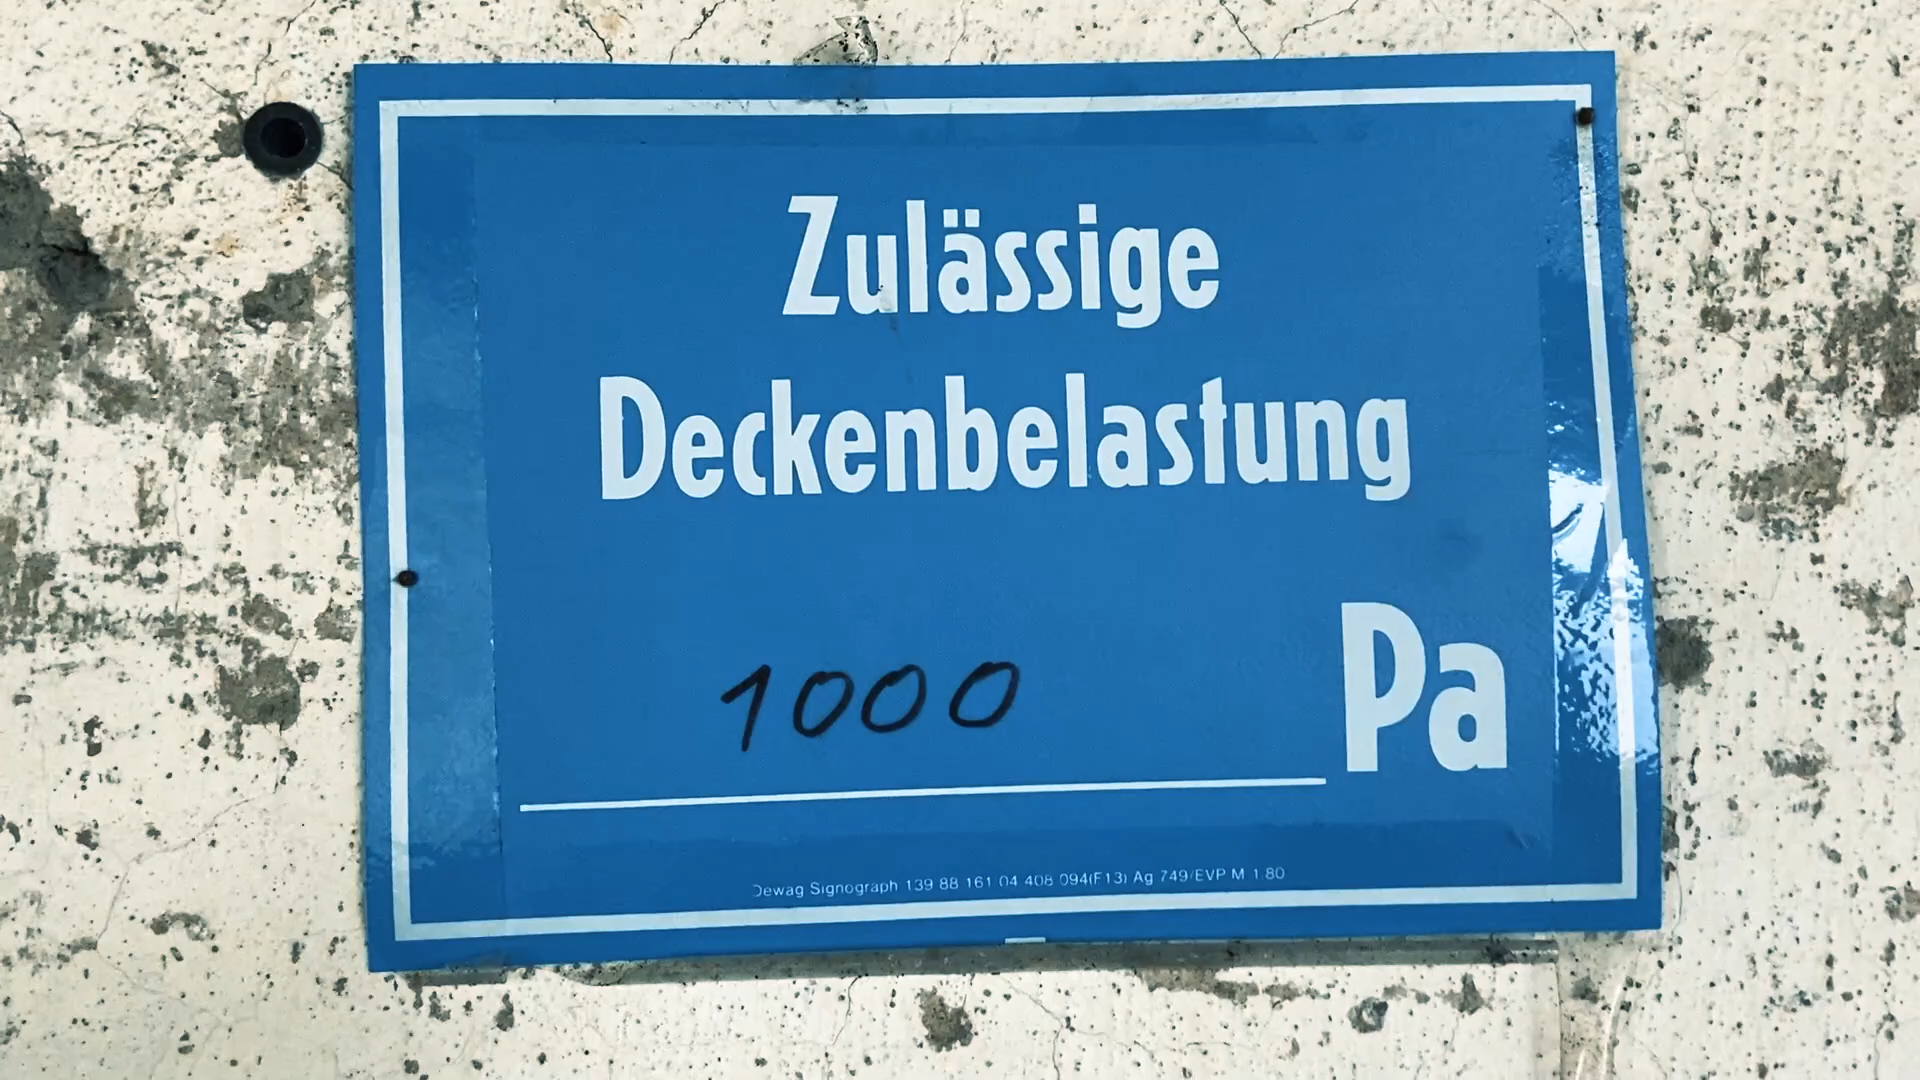 Zulässige
Deckenbelastung
1000 Pa
Dewag Signograph 139 88 161 04 408 094(F13) Ag 749/EVP M 1.80